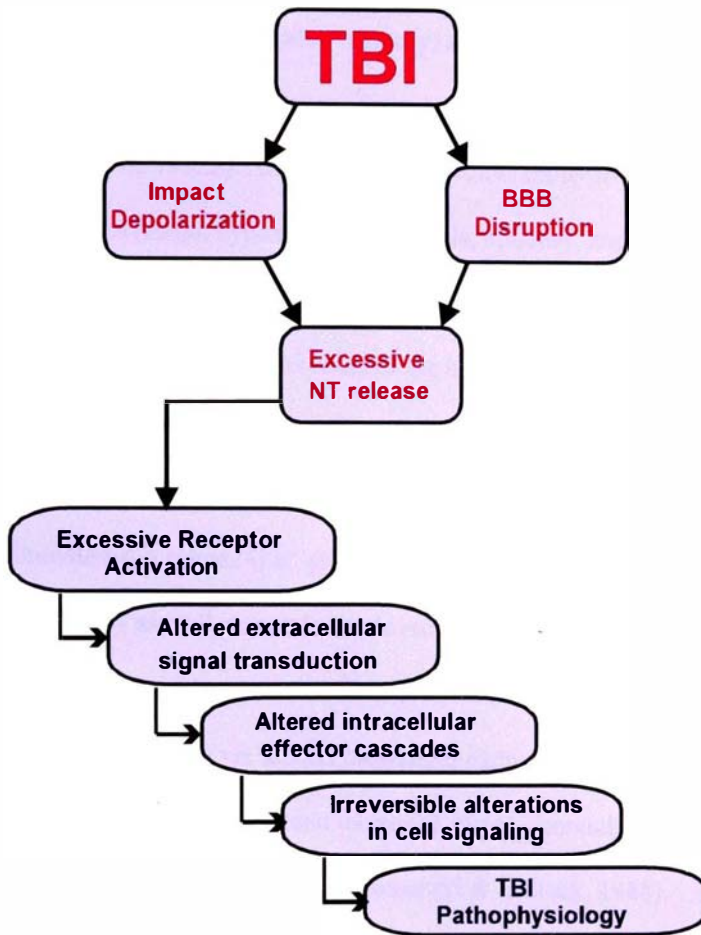 TBI
Impact
Depolarization
BBB
Disruption
Excessive
NT release
Excessive Receptor
Activation
Altered extracellular
signal transduction
Altered intracellular
effector cascades
Irreversible alterations
in cell signaling
TBI
Pathophysiology